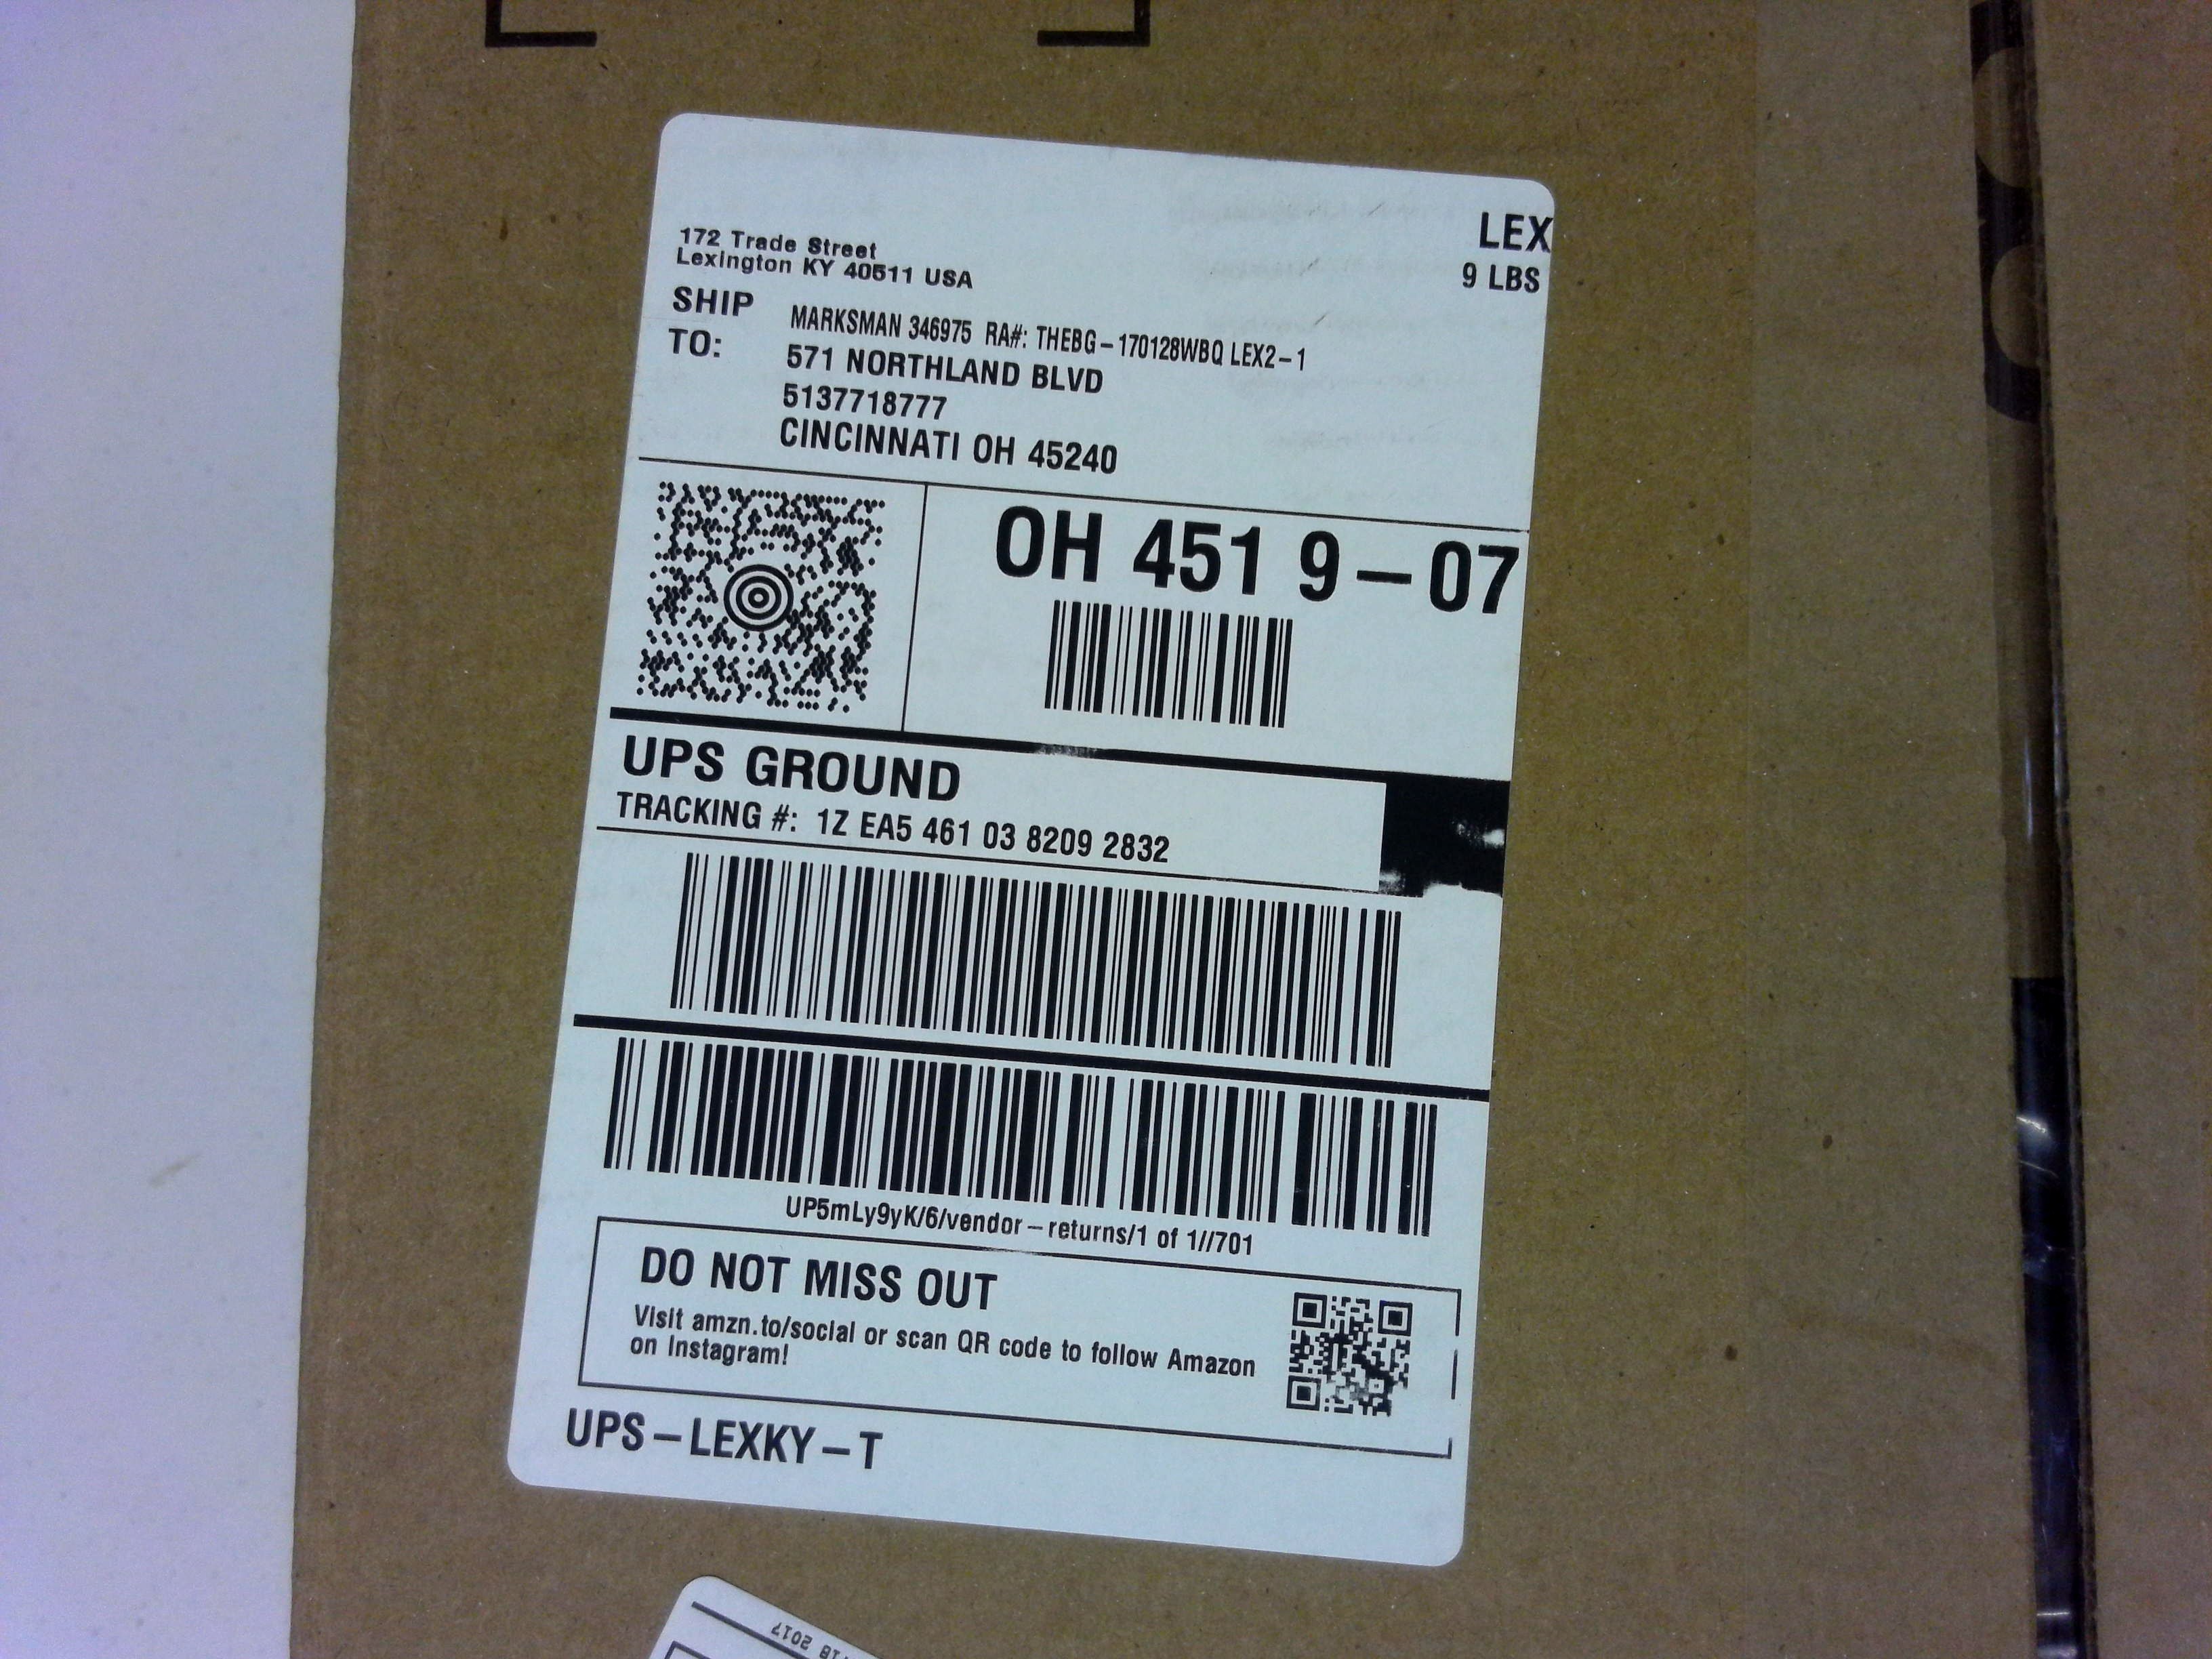 172 Trade Street
Lexington KY 40511 USA
LEX
9 LBS
SHIP
TO:
MARKSMAN 346975 RA#: THEBG-170128WBQ LEX2-1
571 NORTHLAND BLVD
5137718777
CINCINNATI OH 45240
OH 451 9-07
UPS GROUND
TRACKING #: 1Z EA5 461 03 8209 2832
UP5mLy9yK/6/vendor-returns/1 of 1//701
DO NOT MISS OUT
Visit amzn.to/social or scan QR code to follow Amazon
on Instagram!
UPS-LEXKY-T
2017